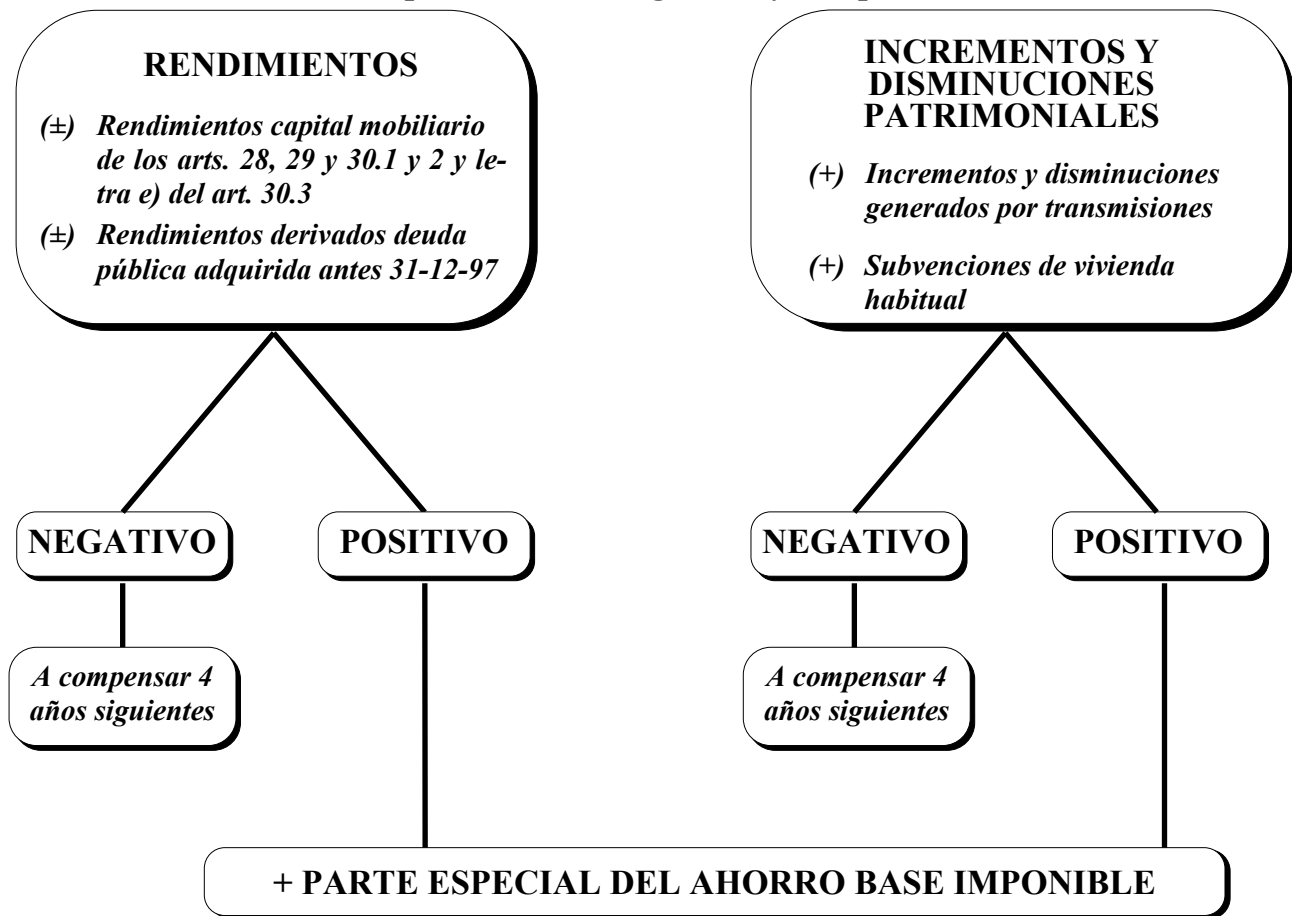 RENDIMIENTOS
(±) Rendimientos capital mobiliario
de los arts. 28, 29 y 30.1 y 2 y le-
tra e) del art. 30.3
(±) Rendimientos derivados deuda
pública adquirida antes 31-12-97
INCREMENTOS Y
DISMINUCIONES
PATRIMONIALES
(+) Incrementos y disminuciones
generados por transmisiones
(+) Subvenciones de vivienda
habitual
NEGATIVO
POSITIVO
NEGATIVO
POSITIVO
A compensar 4
años siguientes
A compensar 4
años siguientes
+ PARTE ESPECIAL DEL AHORRO BASE IMPONIBLE